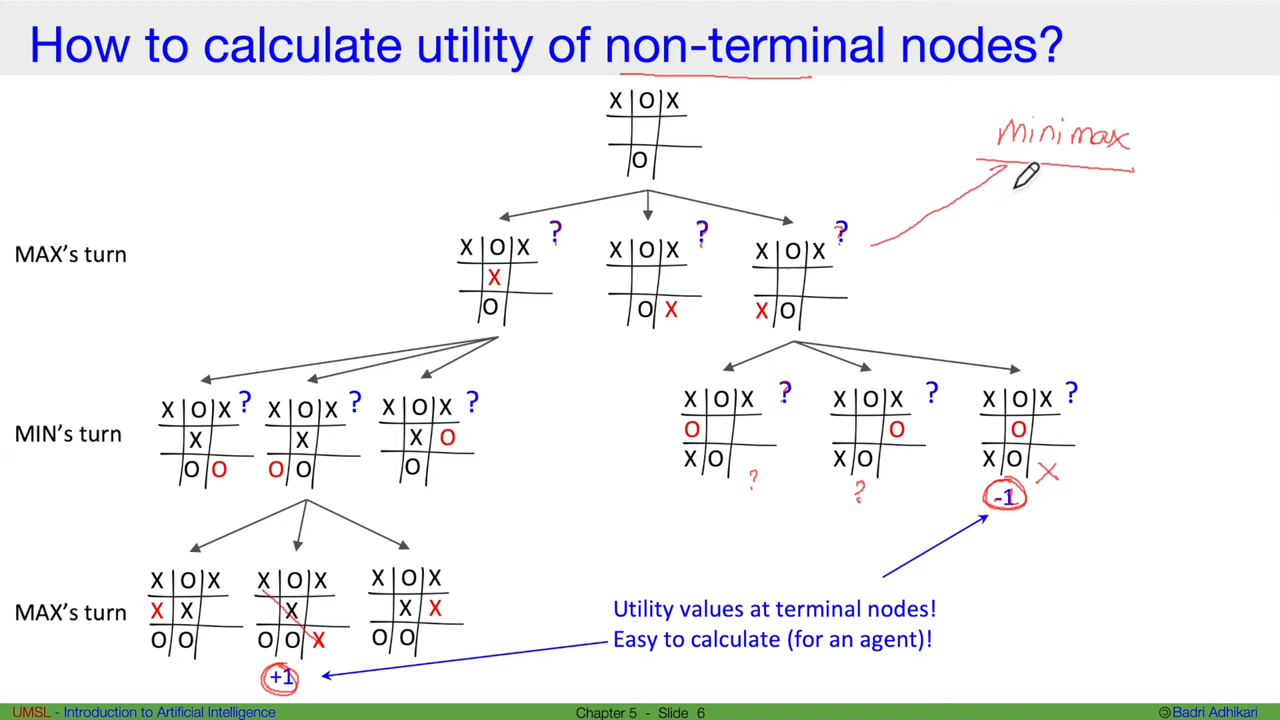 How to calculate utility of non-terminal nodes?
X O X
O
Minimax
MAX's turn
X O X ? X O X ? X O X ?
X
O O X X O
MIN's turn
X O X ? X O X ? X O X ? X O X ? X O X ? X O X ?
X X X O O O O
O O O O O X O X O X O X
? ? -1
MAX's turn
X O X X O X X O X
X X X X X
O O O O X O O
+1
Utility values at terminal nodes!
Easy to calculate (for an agent)!
UMSL - Introduction to Artificial Intelligence Chapter 5 - Slide 6 Badri Adhikari